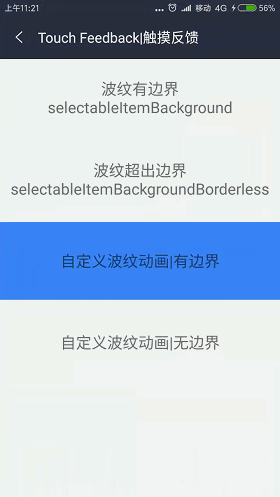 上午11:21 ... 移动 4G 56%
Touch Feedback|触摸反馈
波纹有边界
selectableItemBackground
波纹超出边界
selectableItemBackgroundBorderless
自定义波纹动画|有边界
自定义波纹动画|无边界